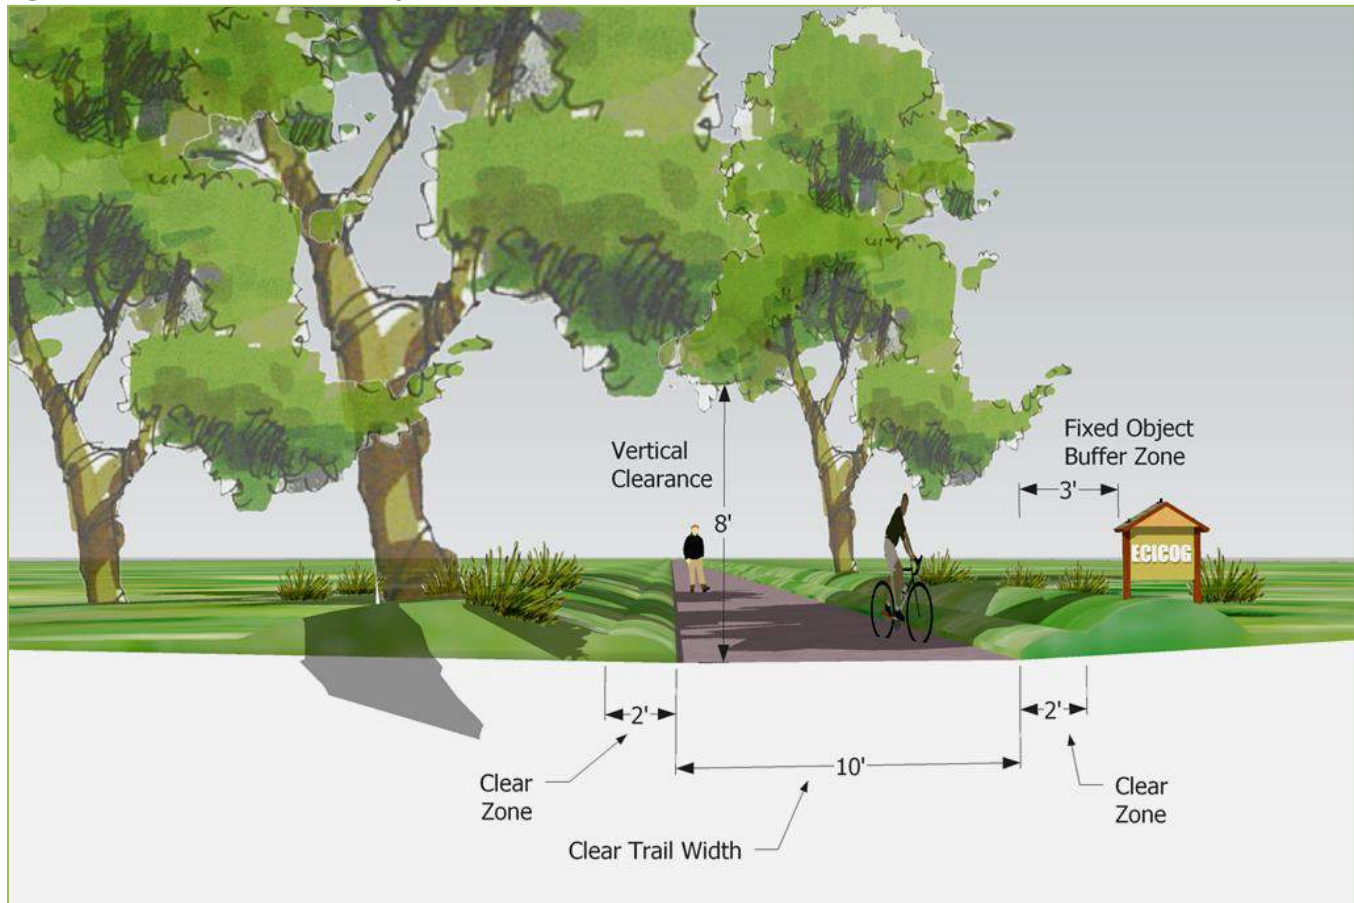 Vertical
Clearance
Fixed Object
Buffer Zone
3'
8'
ECICOG
2'
2'
10'
Clear
Zone
Clear
Zone
Clear Trail Width